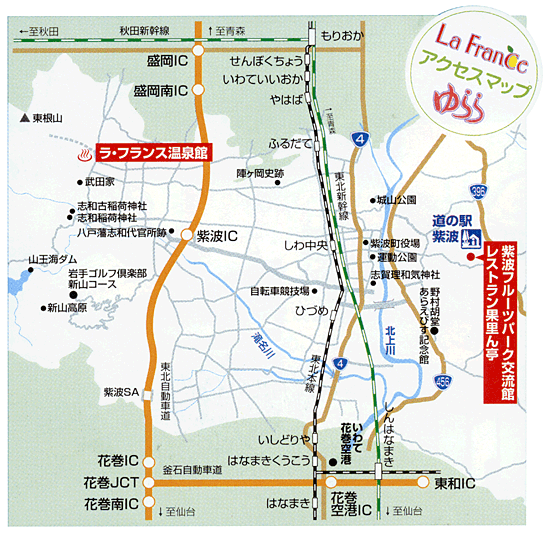 ←至秋田
秋田新幹線
→至青森
もりおか
La France
アクセスマップ
ゆらら
盛岡IC
せんぼくちょう
いわていいおか
盛岡南IC
やはば
→至青森
▲東根山
ラ・フランス温泉館
ふるだて
4
武田家
陣ヶ岡史跡
東北新幹線
396
志和古稲荷神社
志和稲荷神社
城山公園
道の駅
紫波
八戸藩志和代官所跡
紫波IC
しわ中央
紫波町役場
運動公園
紫波フルーツパーク交流館
レストラン果里ん亭
山王海ダム
岩手ゴルフ倶楽部
新山コース
志賀理和気神社
自転車競技場
野村胡堂
あらえびす記念館
新山高原
ひづめ
滝名川
北上川
東北本線
4
東北自動車道
紫波SA
456
いしどりや
しんはなまき
いわて
花巻空港
花巻IC
釜石自動車道
はなまきくうこう
花巻JCT
東和IC
花巻南IC
↓至仙台
はなまき
花巻
空港IC
↓至仙台